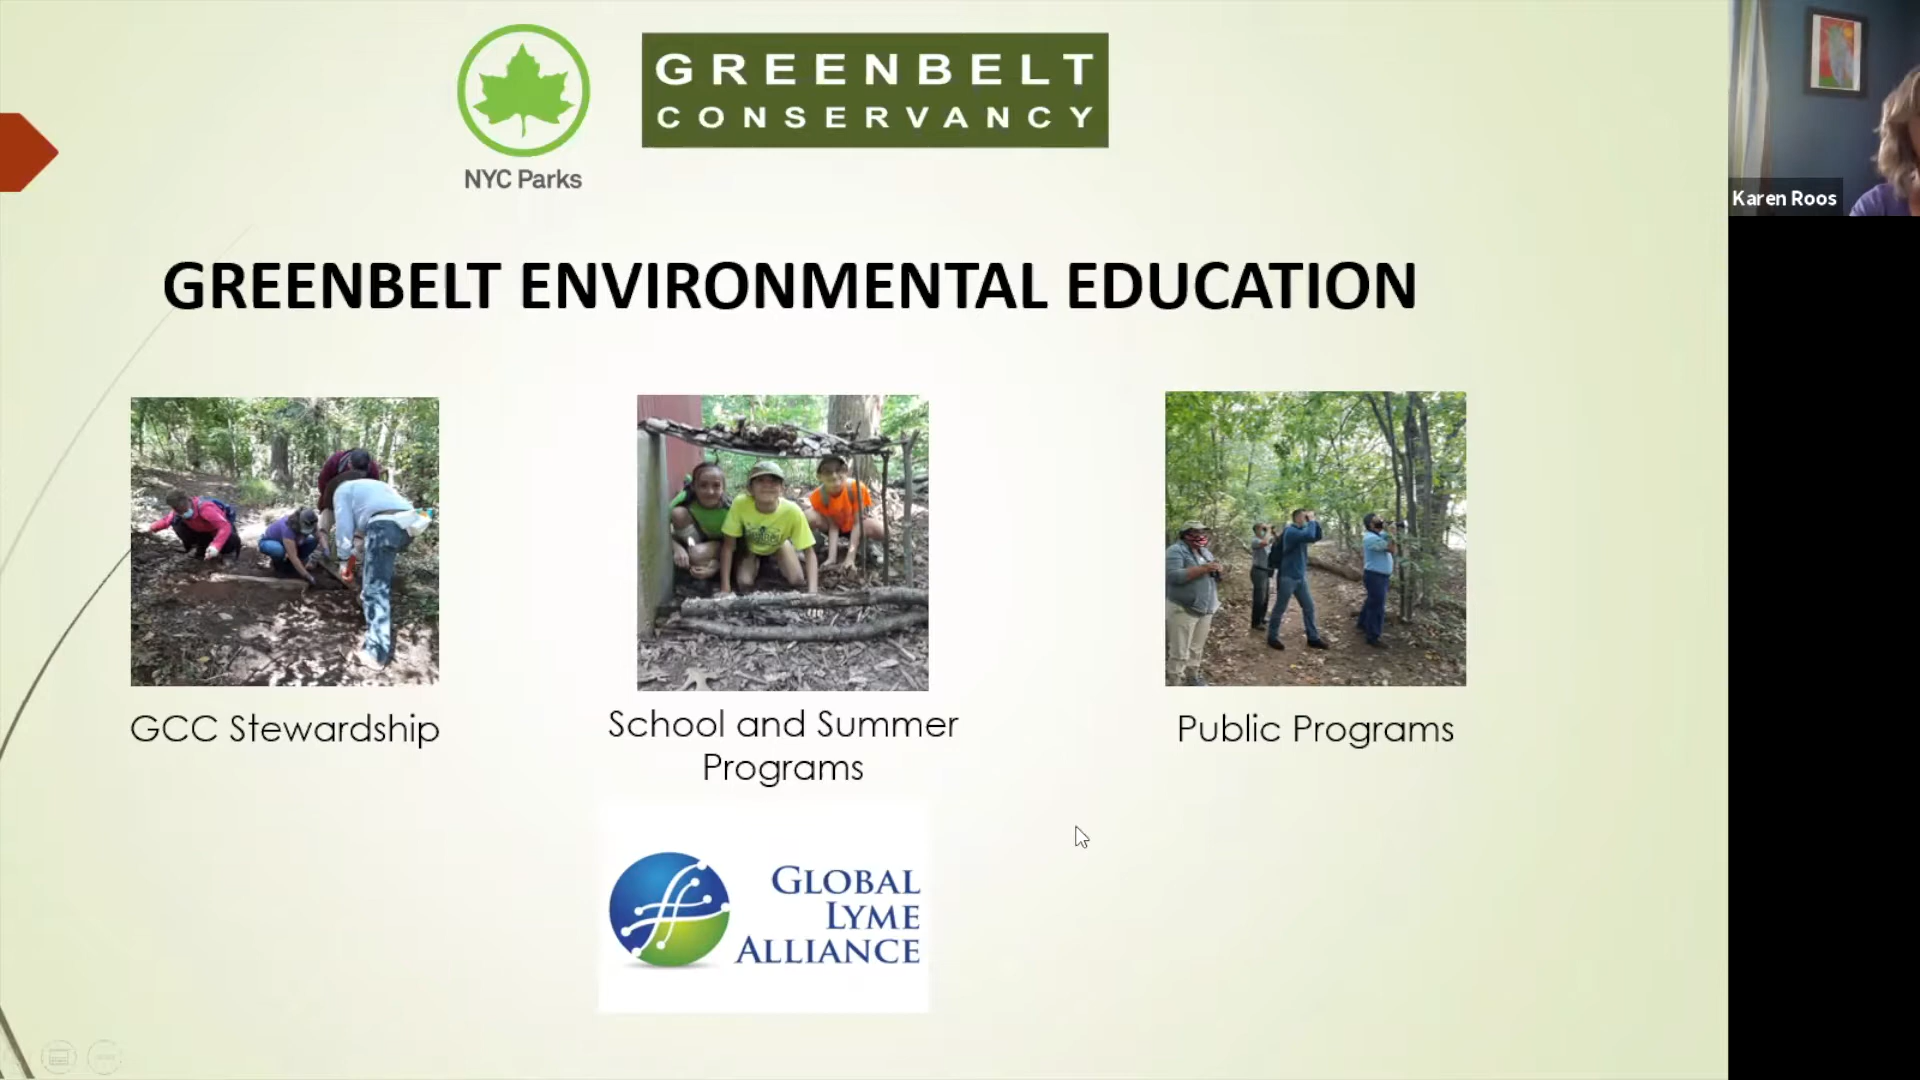 NYC Parks
GREENBELT
CONSERVANCY
Karen Roos
GREENBELT ENVIRONMENTAL EDUCATION
GCC Stewardship
School and Summer
Programs
Public Programs
GLOBAL
LYME
ALLIANCE